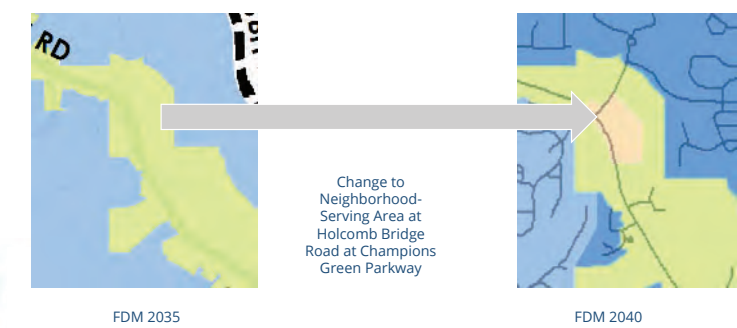 RD
Change to
Neighborhood-
Serving Area at
Holcomb Bridge
Road at Champions
Green Parkway
FDM 2035
FDM 2040